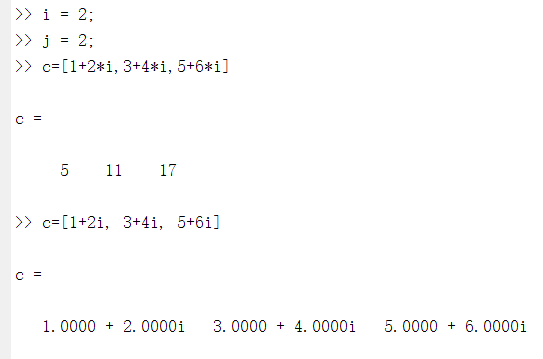 >> i = 2;
>> j = 2;
>> c=[1+2*i,3+4*i,5+6*i]
c =
5 11 17
>> c=[1+2i, 3+4i, 5+6i]
c =
1.0000 + 2.0000i 3.0000 + 4.0000i 5.0000 + 6.0000i